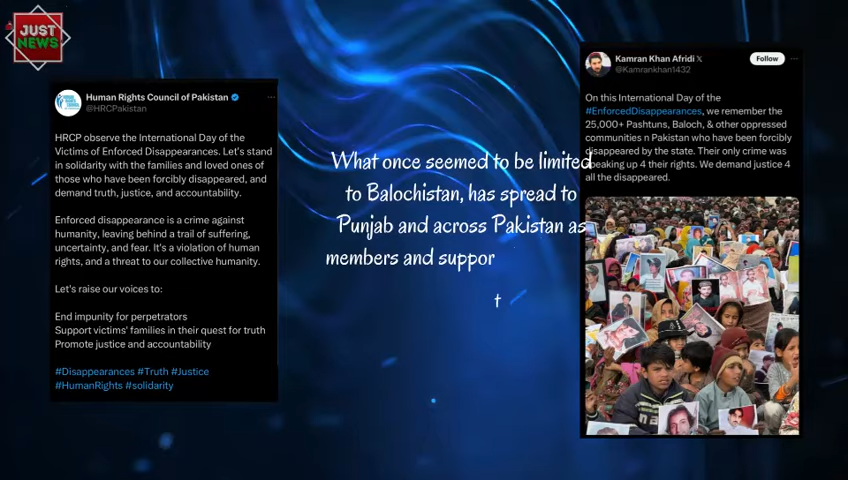 JUST
NEWS
Human Rights Council of Pakistan
@HRCPakistan
HRCP observe the International Day of the
Victims of Enforced Disappearances. Let's stand
in solidarity with the families and loved ones of
those who have been forcibly disappeared, and
demand truth, justice, and accountability.
Enforced disappearance is a crime against
humanity, leaving behind a trail of suffering,
uncertainty, and fear. It's a violation of human
rights, and a threat to our collective humanity.
Let's raise our voices to:
End impunity for perpetrators
Support victims' families in their quest for truth
Promote justice and accountability
#Disappearances #Truth #Justice
#HumanRights #solidarity
What once seemed to be limited
to Balochistan, has spread to
Punjab and across Pakistan as
members and suppor
t
Kamran Khan Afridi X
@Kamrankhan1432
Follow
On this International Day of the
#EnforcedDisappearances, we remember the
25,000+ Pashtuns, Baloch, & other oppressed
communities n Pakistan who have been forcibly
disappeared by the state. Their only crime was
speaking up 4 their rights. We demand justice 4
all the disappeared.